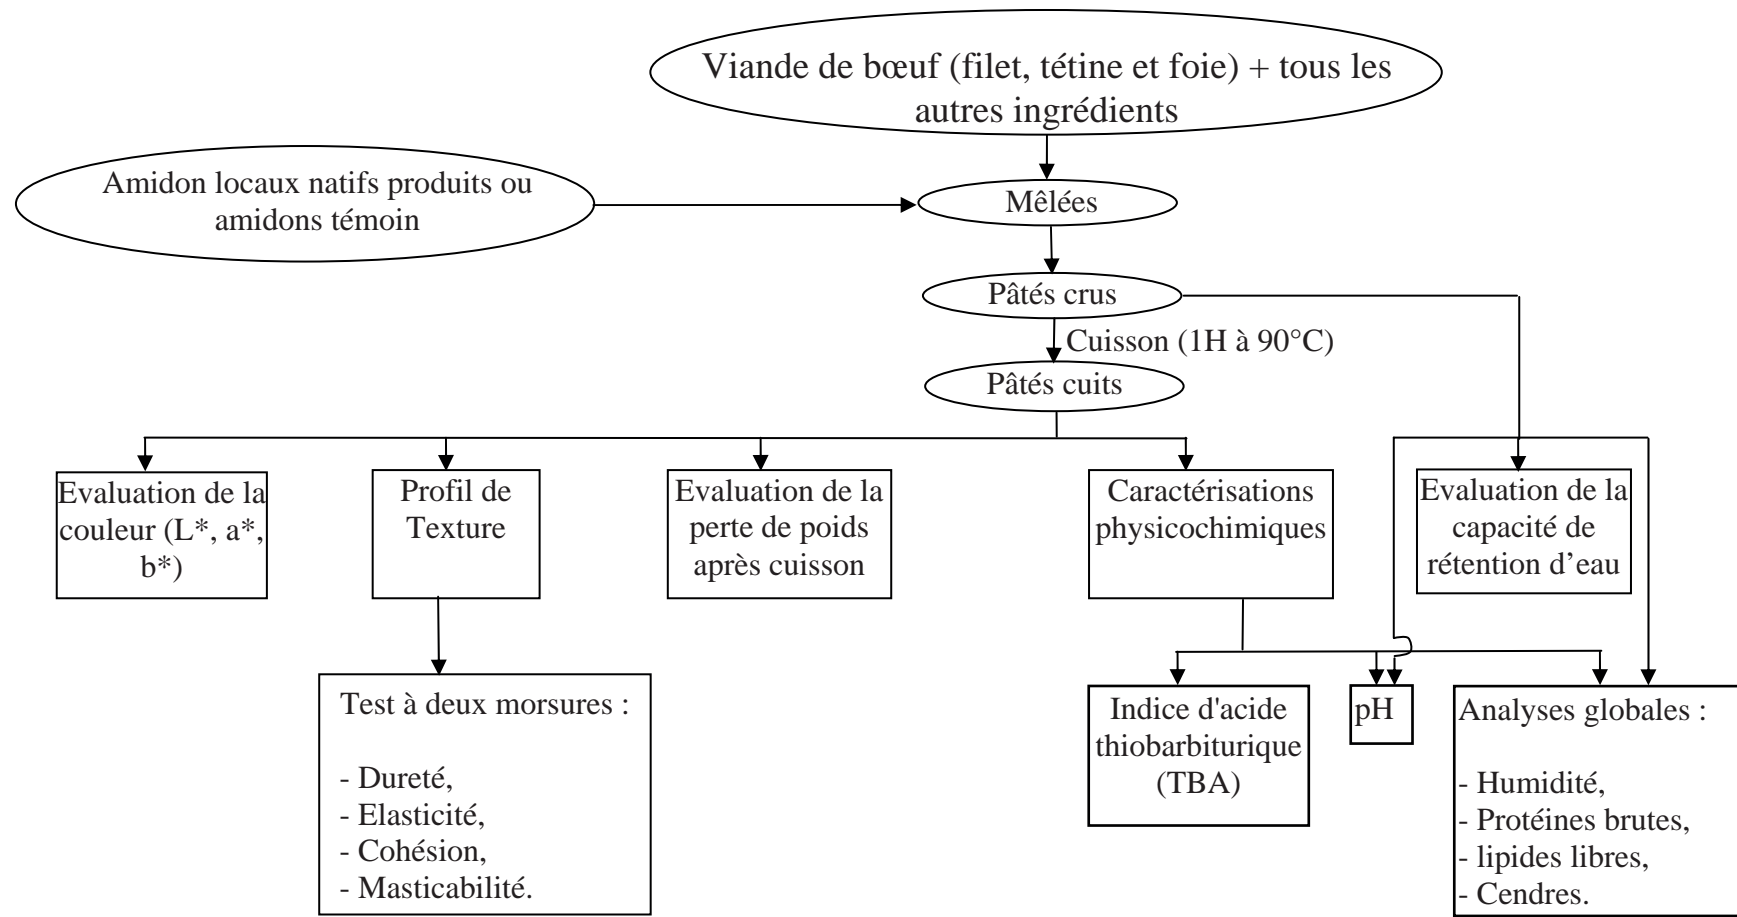 Viande de bœuf (filet, tétine et foie) + tous les
autres ingrédients
Amidon locaux natifs produits ou
amidons témoin
Mêlées
Pâtés crus
Cuisson (1H à 90°C)
Pâtés cuits
Evaluation de la
couleur (L*, a*,
b*)
Profil de
Texture
Evaluation de la
perte de poids
après cuisson
Caractérisations
physicochimiques
Evaluation de la
capacité de
rétention d’eau
Test à deux morsures :
- Dureté,
- Elasticité,
- Cohésion,
- Masticabilité.
Indice d'acide
thiobarbiturique
(TBA)
pH
Analyses globales :
- Humidité,
- Protéines brutes,
- lipides libres,
- Cendres.